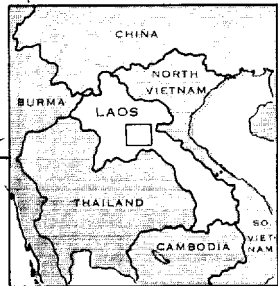 CHINA
NORTH
VIETNAM
BURMA
LAOS
THAILAND
CAMBODIA
SO.
VIET-
NAM